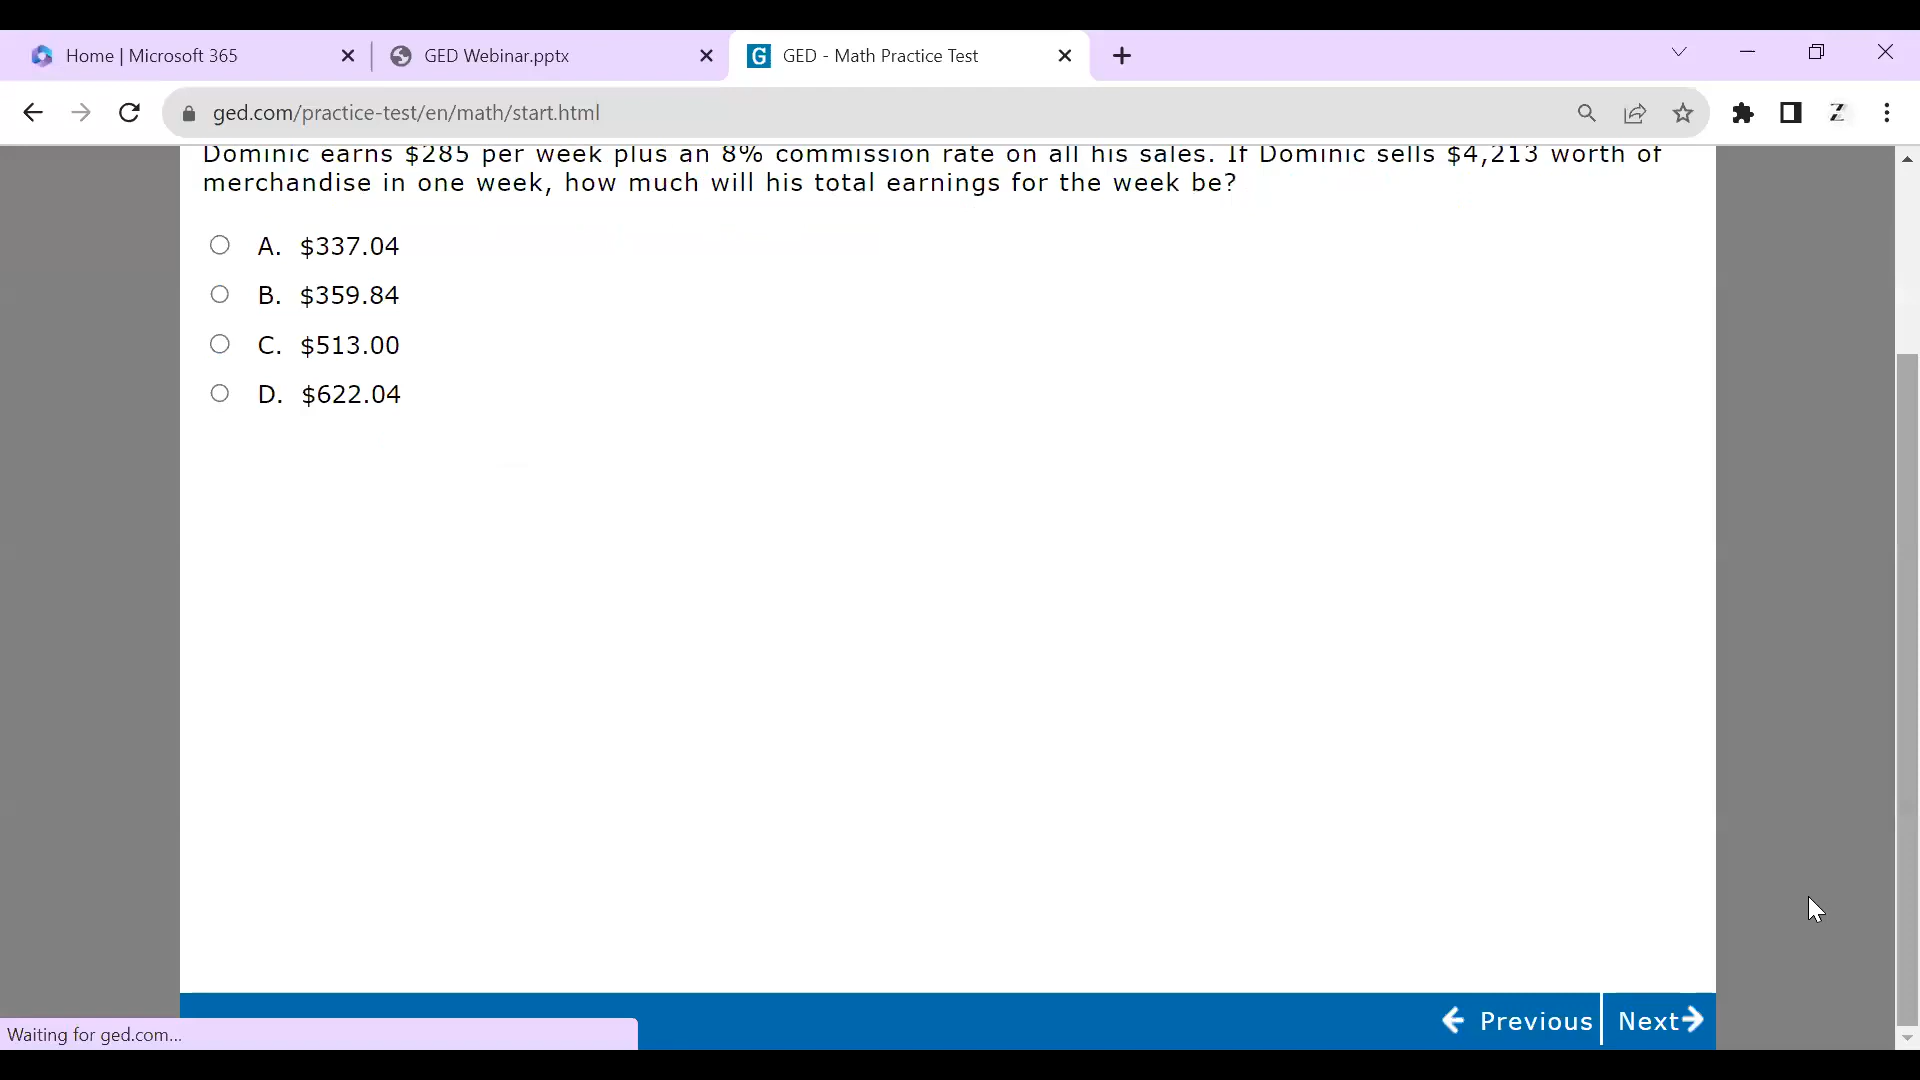 Home | Microsoft 365
GED Webinar.pptx
G GED - Math Practice Test
ged.com/practice-test/en/math/start.html
Dominic earns $285 per week plus an 8% commission rate on all his sales. If Dominic sells $4,213 worth of
merchandise in one week, how much will his total earnings for the week be?
A. $337.04
B. $359.84
C. $513.00
D. $622.04
Previous
Next
Waiting for ged.com...